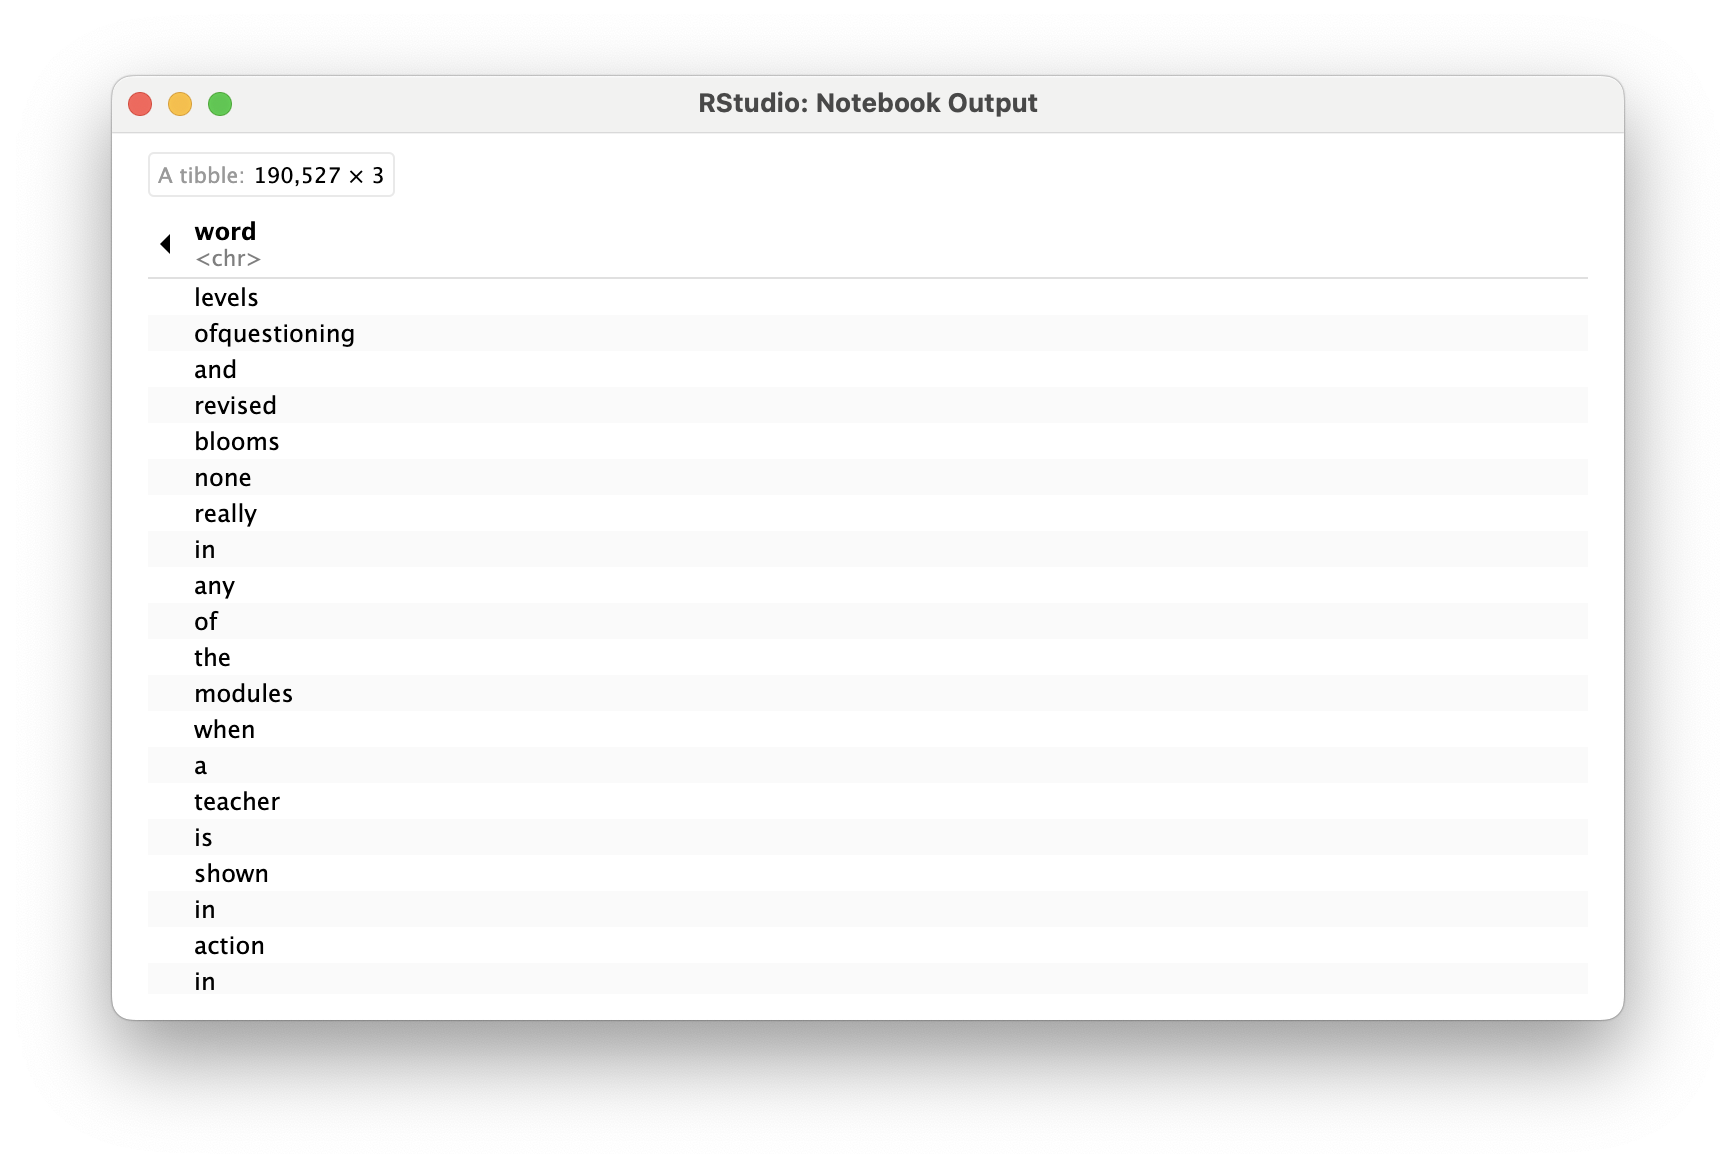 RStudio: Notebook Output
A tibble: 190,527 × 3
word
<chr>
levels
ofquestioning
and
revised
blooms
none
really
in
any
of
the
modules
when
a
teacher
is
shown
in
action
in